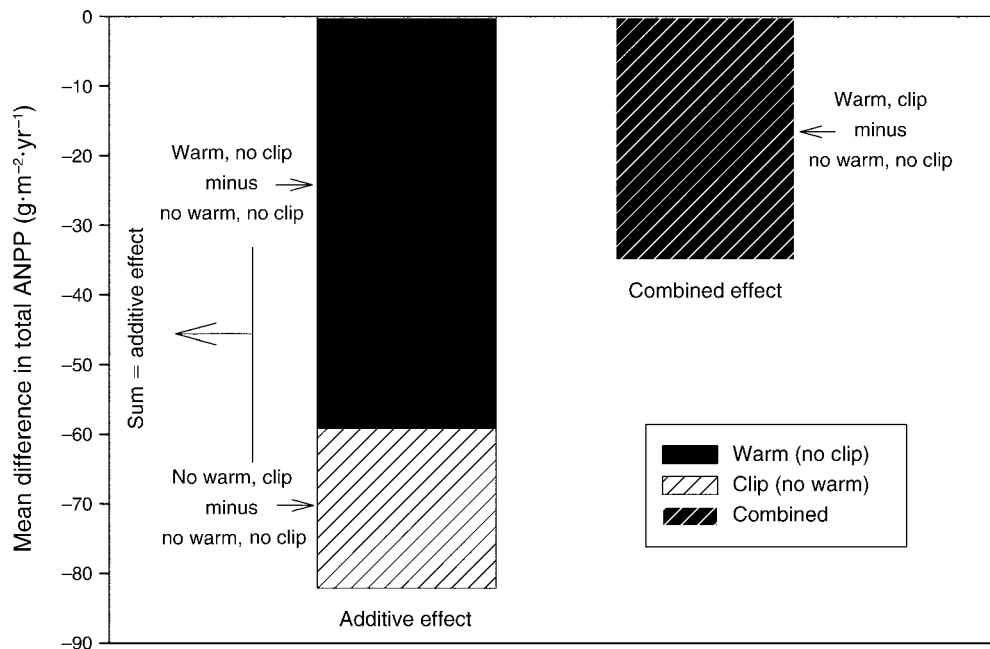 Mean difference in total ANPP (g·m⁻²·yr⁻¹)
0
–10
–20
–30
–40
–50
–60
–70
–80
–90
Sum = additive effect
Warm, no clip
minus
no warm, no clip
No warm, clip
minus
no warm, no clip
Additive effect
Warm, clip
minus
no warm, no clip
Combined effect
Warm (no clip)
Clip (no warm)
Combined